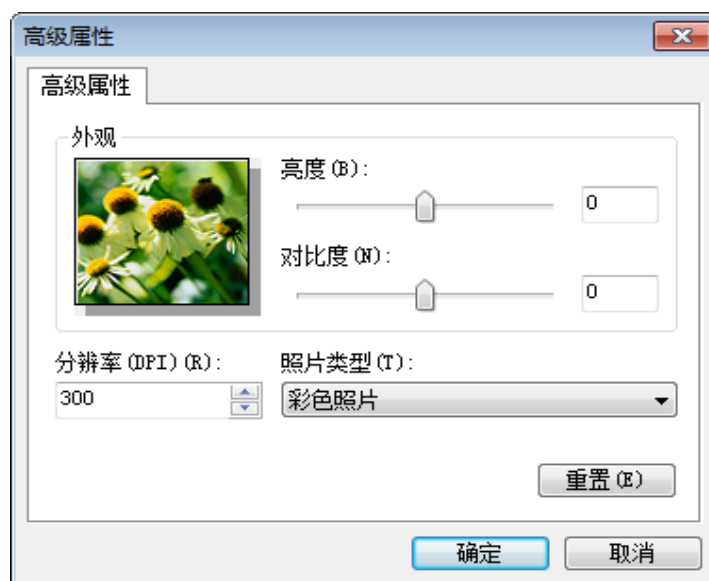 高级属性
高级属性
外观
亮度(B):
0
对比度(N):
0
分辨率(DPI)(R):
照片类型(T):
300
彩色照片
重置(E)
确定
取消